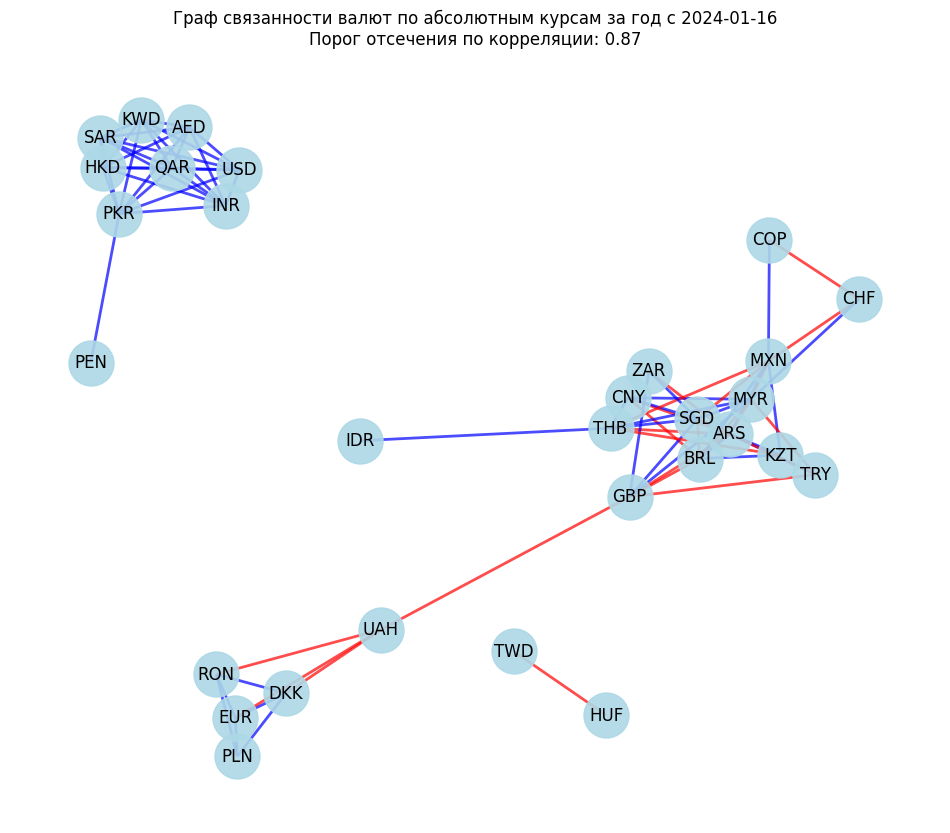 Граф связанности валют по абсолютным курсам за год с 2024-01-16
Порог отсечения по корреляции: 0.87
KWD
AED
SAR
HKD
QAR
USD
INR
PKR
COP
CHF
PEN
MXN
ZAR
CNY
MYR
SGD
THB
ARS
IDR
BRL
KZT
TRY
GBP
UAH
TWD
RON
DKK
EUR
HUF
PLN